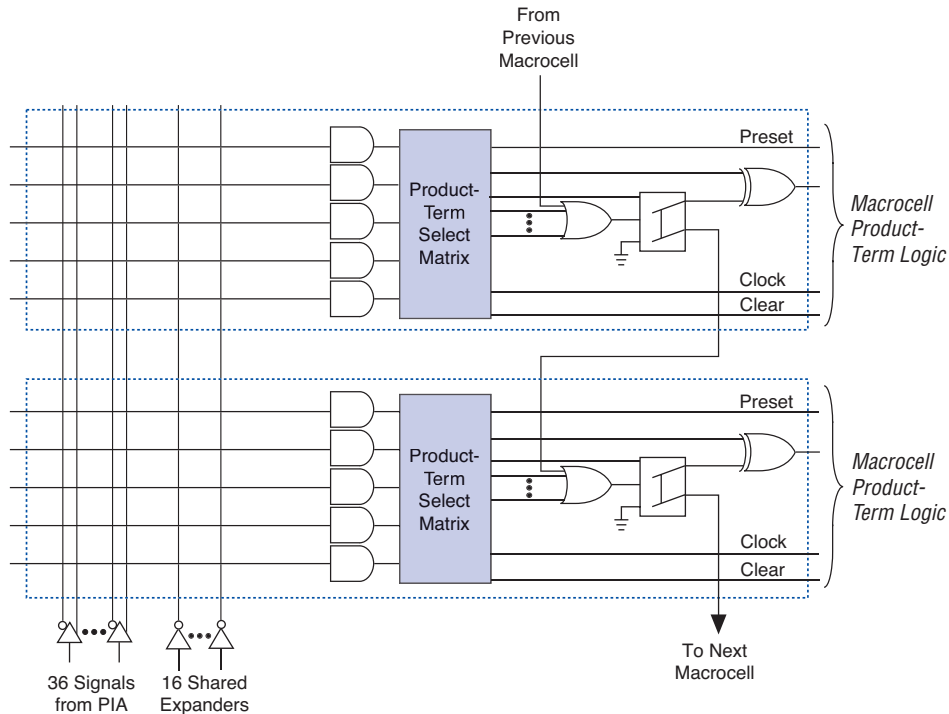 From
Previous
Macrocell
Preset
Product-
Term
Select
Matrix
Macrocell
Product-
Term Logic
Clock
Clear
Preset
Product-
Term
Select
Matrix
Macrocell
Product-
Term Logic
Clock
Clear
36 Signals
from PIA
16 Shared
Expanders
To Next
Macrocell